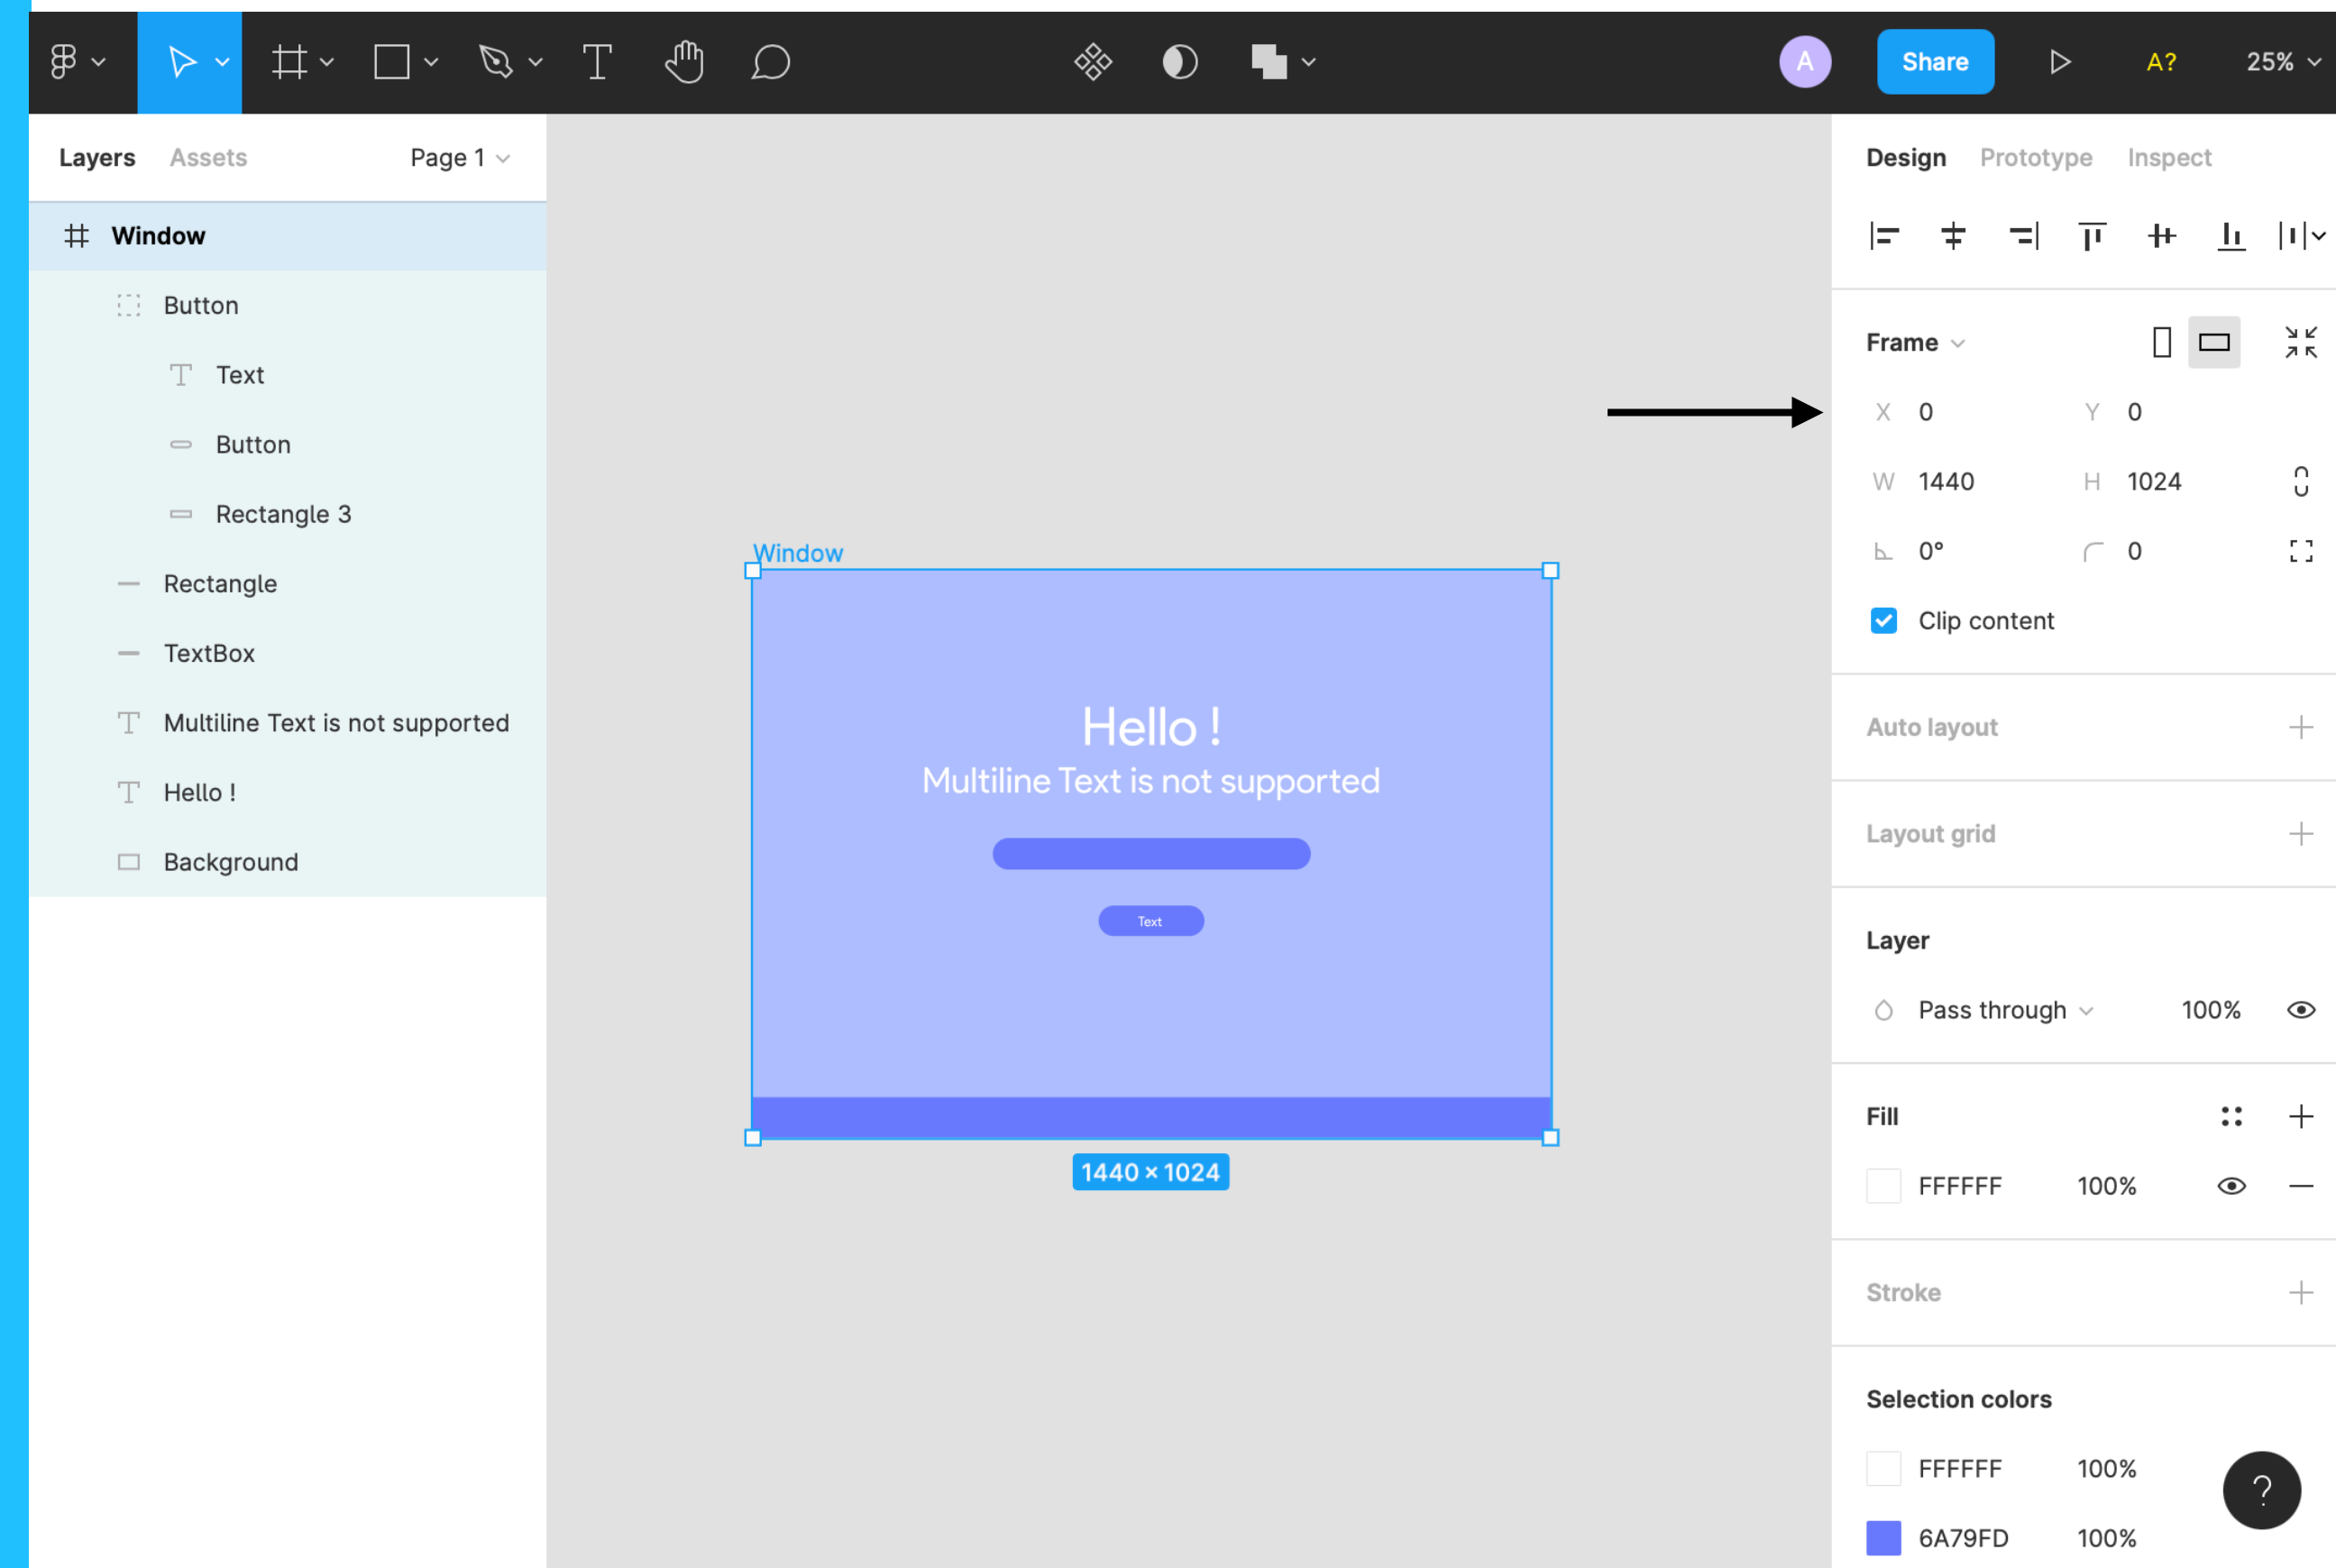 A
Share
A?
25%
Layers
Assets
Page 1
Design
Prototype
Inspect
Window
Button
Text
Button
Rectangle 3
Rectangle
TextBox
Multiline Text is not supported
Hello !
Background
Window
Hello !
Multiline Text is not supported
Text
1440 × 1024
Frame
X 0 Y 0
W 1440 H 1024
0° 0
Clip content
Auto layout
Layout grid
Layer
Pass through 100%
Fill
FFFFFF 100%
Stroke
Selection colors
FFFFFF 100%
6A79FD 100%
?